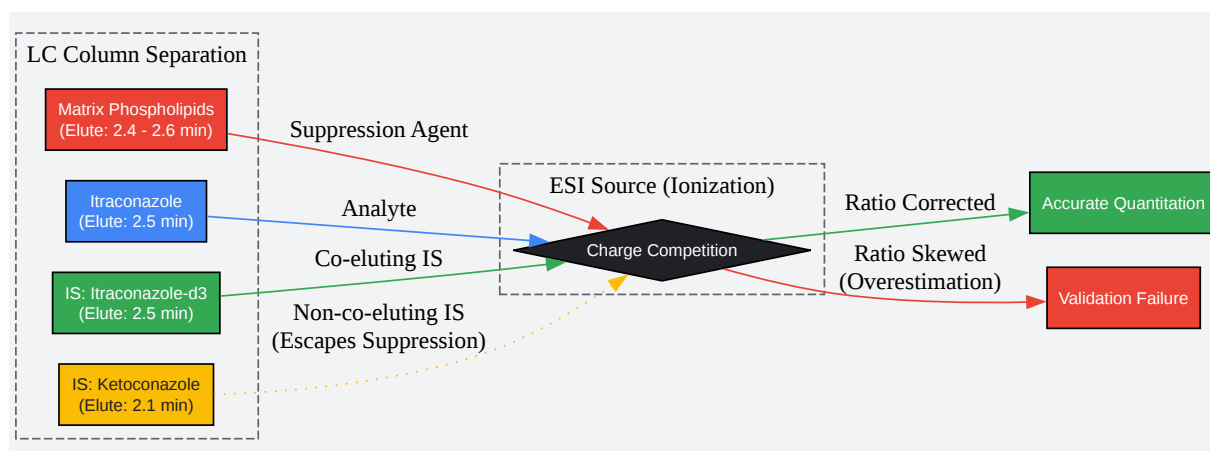 LC Column Separation
Matrix Phospholipids
(Elute: 2.4 - 2.6 min)
Itraconazole
(Elute: 2.5 min)
IS: Itraconazole-d3
(Elute: 2.5 min)
IS: Ketoconazole
(Elute: 2.1 min)
Suppression Agent
Analyte
Co-eluting IS
Non-co-eluting IS
(Escapes Suppression)
ESI Source (Ionization)
Charge Competition
Ratio Corrected
Ratio Skewed
(Overestimation)
Accurate Quantitation
Validation Failure